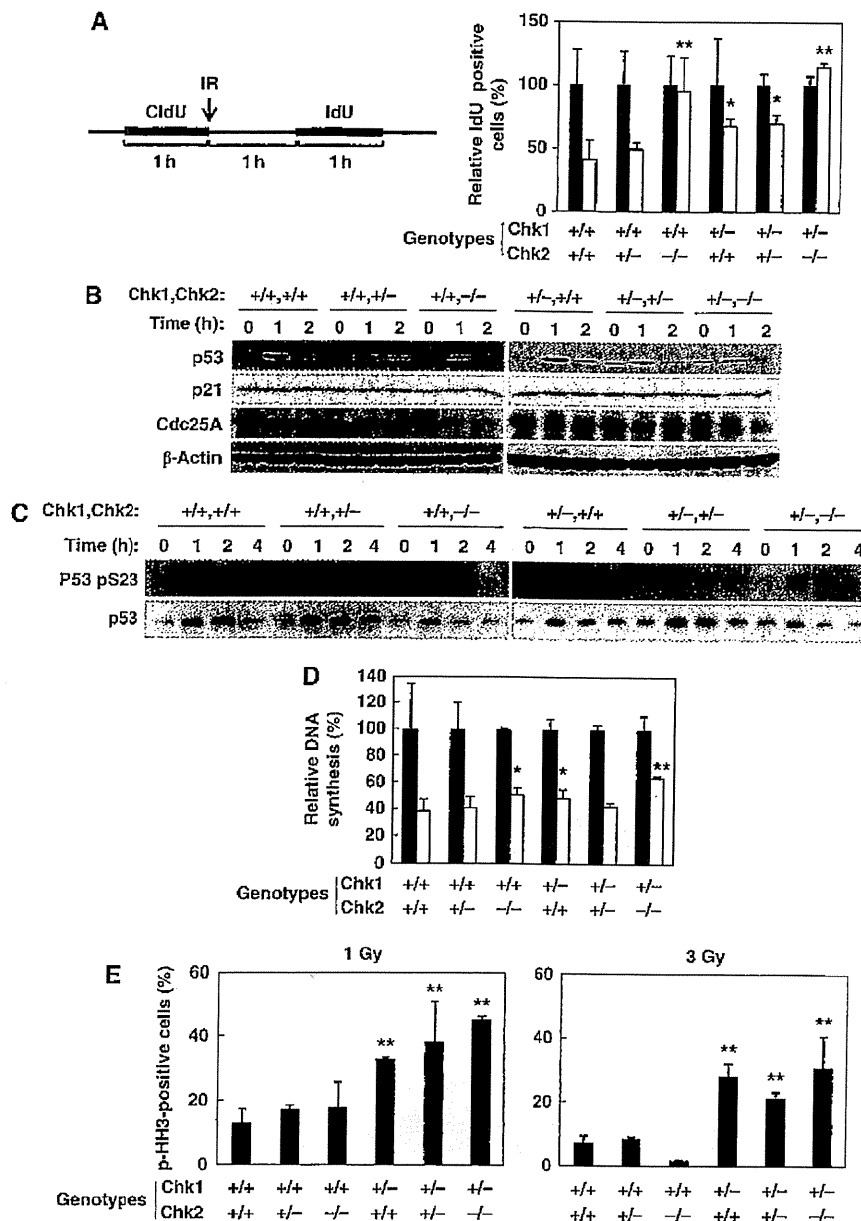 A
IR
CldU
IdU
1 h
1 h
1 h
Relative IdU positive cells (%)
150
100
50
0
** * * **
Genotypes
Chk1 +/+ +/+ +/+ +/– +/– +/–
Chk2 +/+ +/– –/– +/+ +/– –/–
B
Chk1,Chk2: +/+,+/+ +/+,+/– +/+,–/– +/–,+/+ +/–,+/– +/–,–/–
Time (h): 0 1 2 0 1 2 0 1 2 0 1 2 0 1 2 0 1 2
p53
p21
Cdc25A
β-Actin
C
Chk1,Chk2: +/+,+/+ +/+,+/– +/+,–/– +/–,+/+ +/–,+/– +/–,–/–
Time (h): 0 1 2 4 0 1 2 4 0 1 2 4 0 1 2 4 0 1 2 4 0 1 2 4
P53 pS23
p53
D
Relative DNA synthesis (%)
140
120
100
80
60
40
20
0
* * **
Genotypes
Chk1 +/+ +/+ +/+ +/– +/– +/–
Chk2 +/+ +/– –/– +/+ +/– –/–
E
1 Gy
p-HH3-positive cells (%)
60
40
20
0
** ** **
3 Gy
60
40
20
0
** ** **
Genotypes
Chk1 +/+ +/+ +/+ +/– +/– +/– +/+ +/+ +/+ +/– +/– +/–
Chk2 +/+ +/– –/– +/+ +/– –/– +/+ +/– –/– +/+ +/– –/–